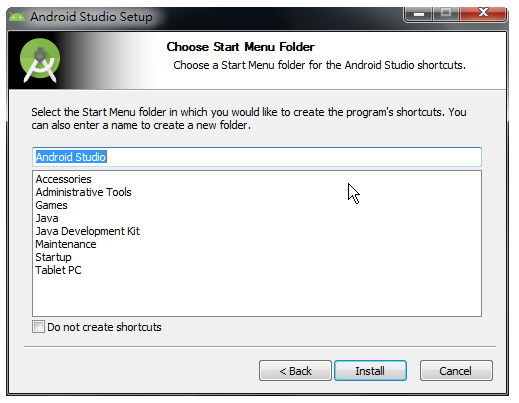 Android Studio Setup
Choose Start Menu Folder
Choose a Start Menu folder for the Android Studio shortcuts.
Select the Start Menu folder in which you would like to create the program's shortcuts. You
can also enter a name to create a new folder.
Android Studio
Accessories
Administrative Tools
Games
Java
Java Development Kit
Maintenance
Startup
Tablet PC
Do not create shortcuts
< Back
Install
Cancel